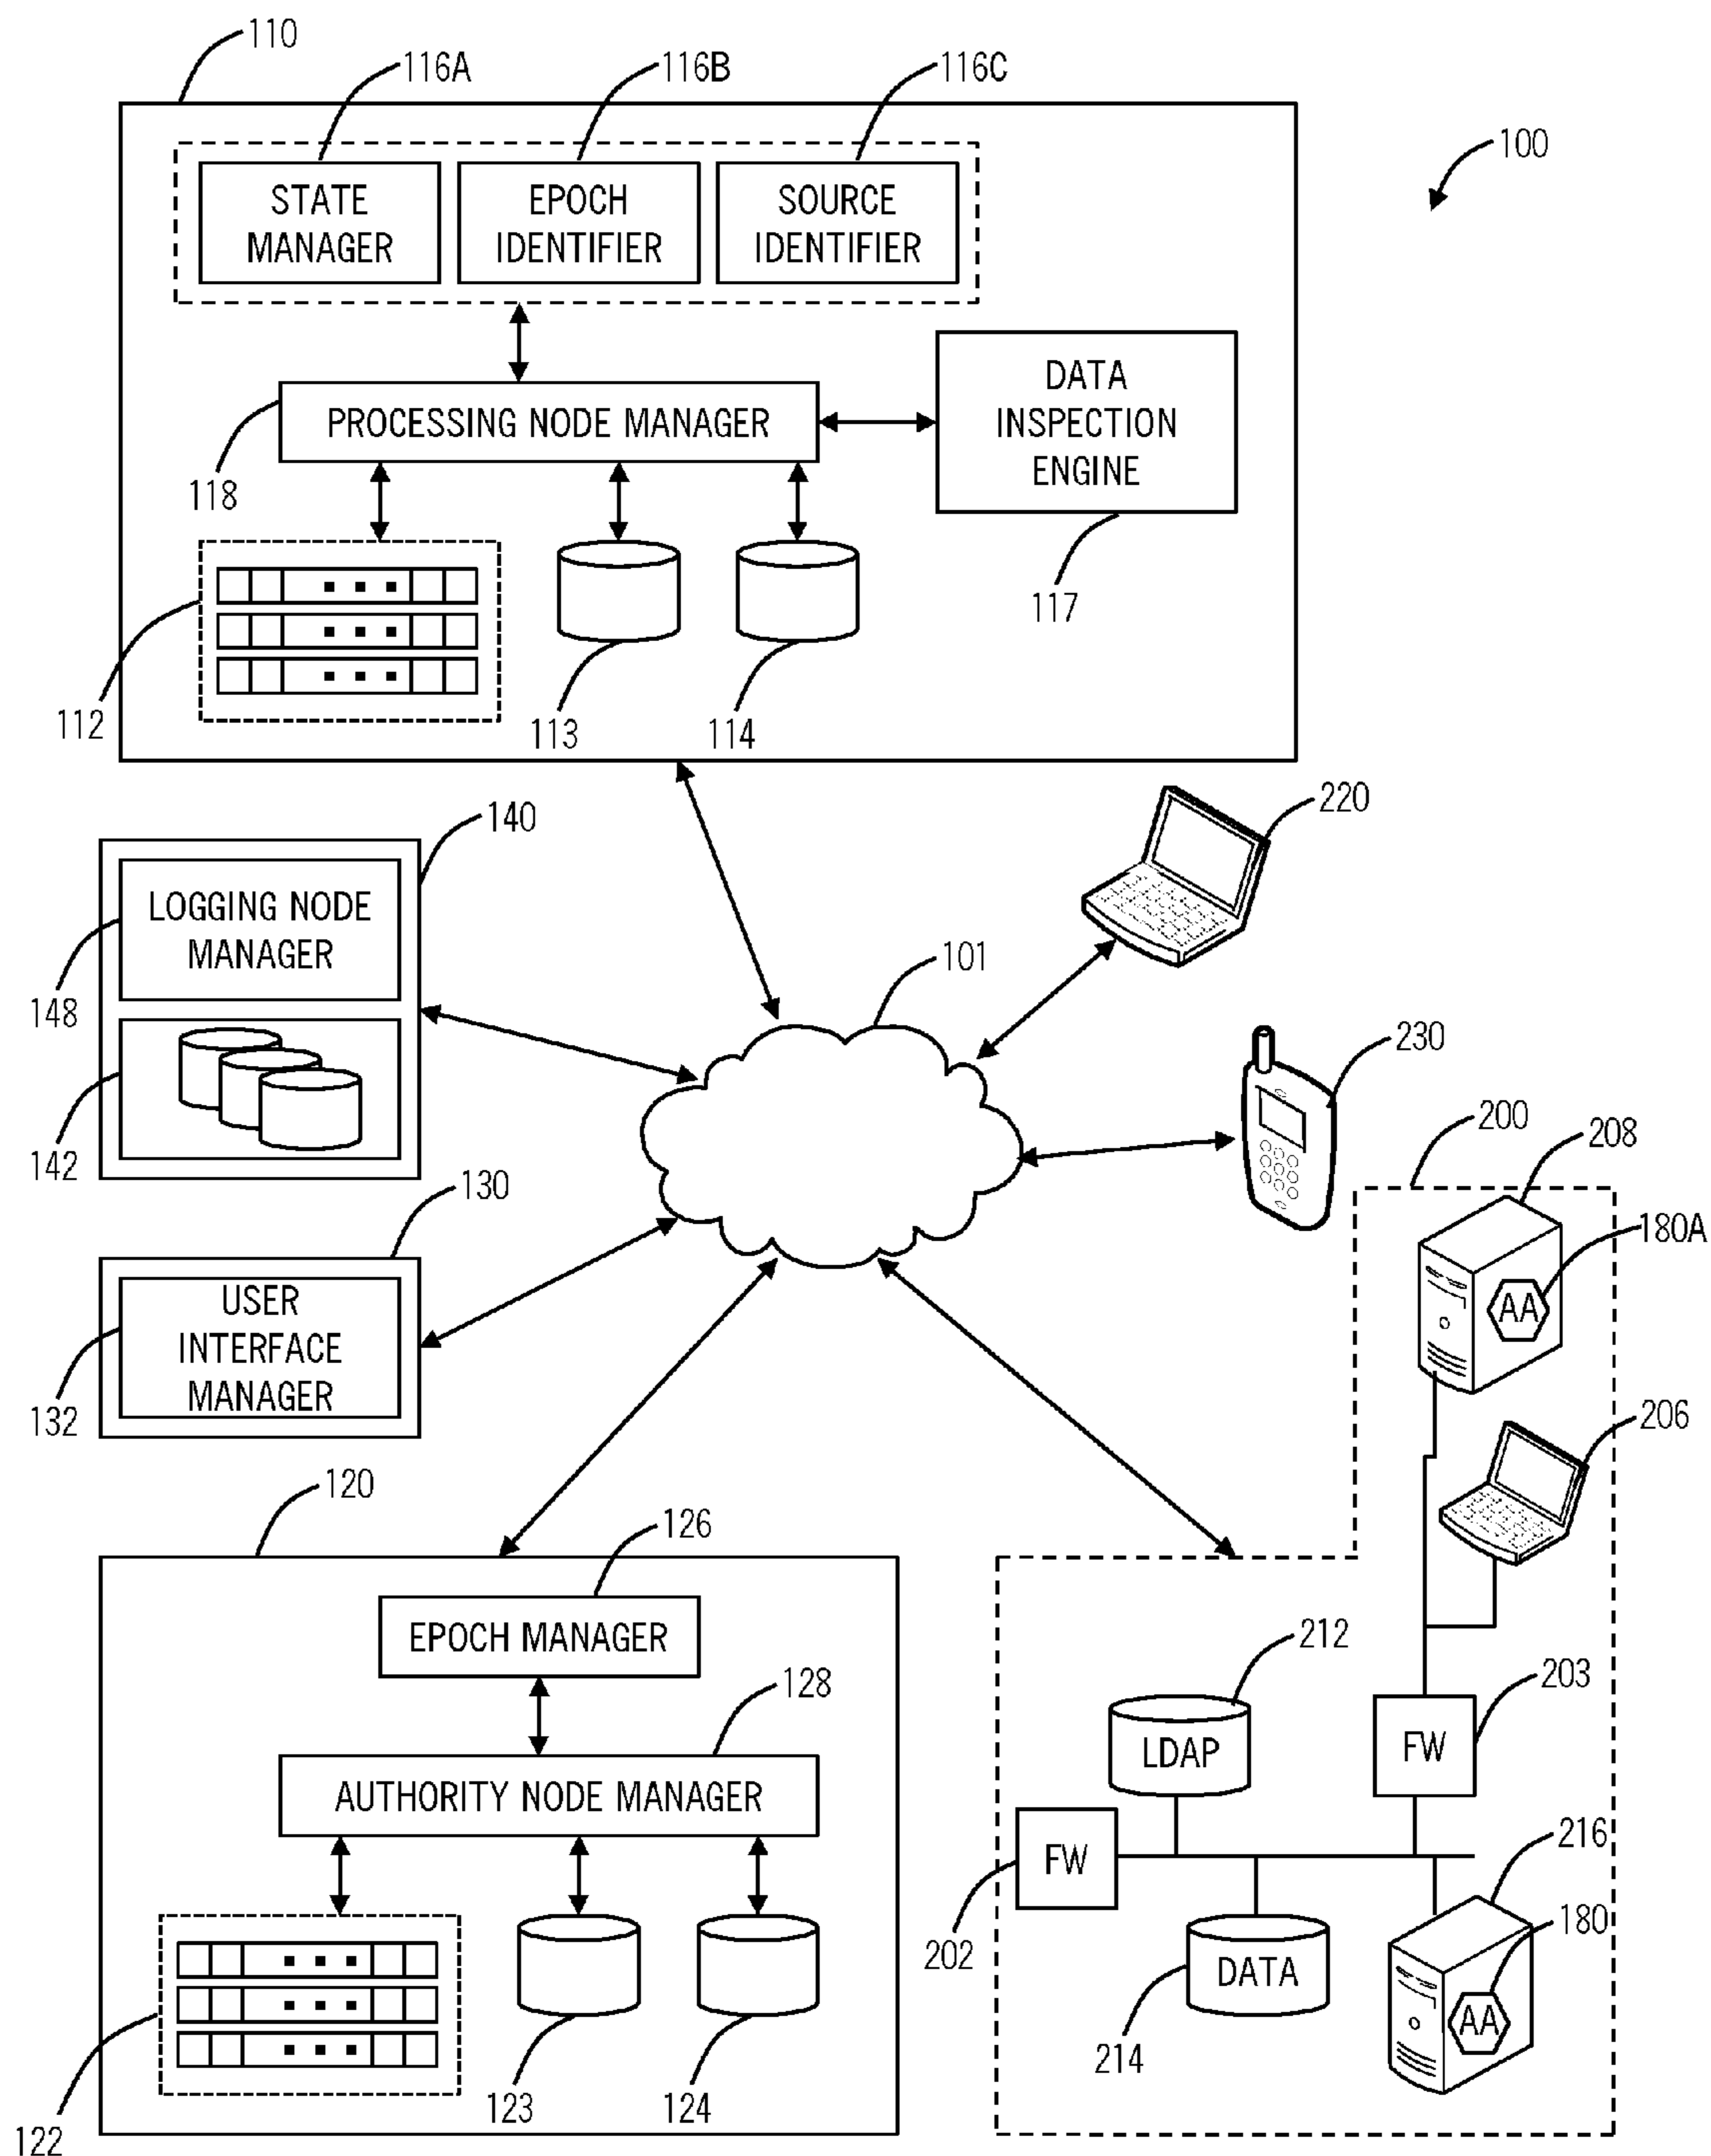 110
116A
116B
116C
100
STATE
MANAGER
EPOCH
IDENTIFIER
SOURCE
IDENTIFIER
DATA
INSPECTION
ENGINE
PROCESSING NODE MANAGER
118
117
112
113
114
220
140
LOGGING NODE
MANAGER
148
101
142
230
200
208
180A
AA
130
USER
INTERFACE
MANAGER
132
206
120
126
EPOCH MANAGER
128
212
203
LDAP
FW
AUTHORITY NODE MANAGER
FW
216
202
180
DATA
AA
214
123
124
122